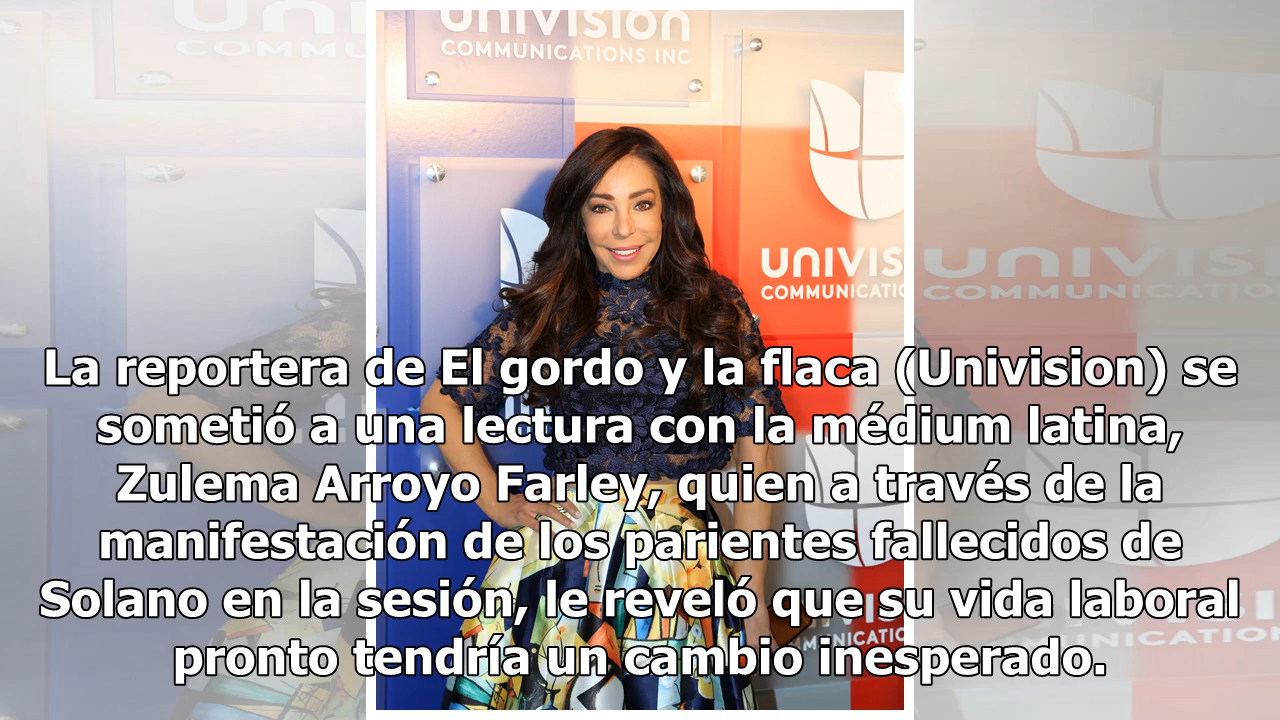 UNIVISION
COMMUNICATIONS INC
UNIVIS
COMMUNICATIO
UNIVISI
COMMUNICATION
La reportera de El gordo y la flaca (Univision) se
sometió a una lectura con la médium latina,
Zulema Arroyo Farley, quien a través de la
manifestación de los parientes fallecidos de
Solano en la sesión, le reveló que su vida laboral
pronto tendría un cambio inesperado.